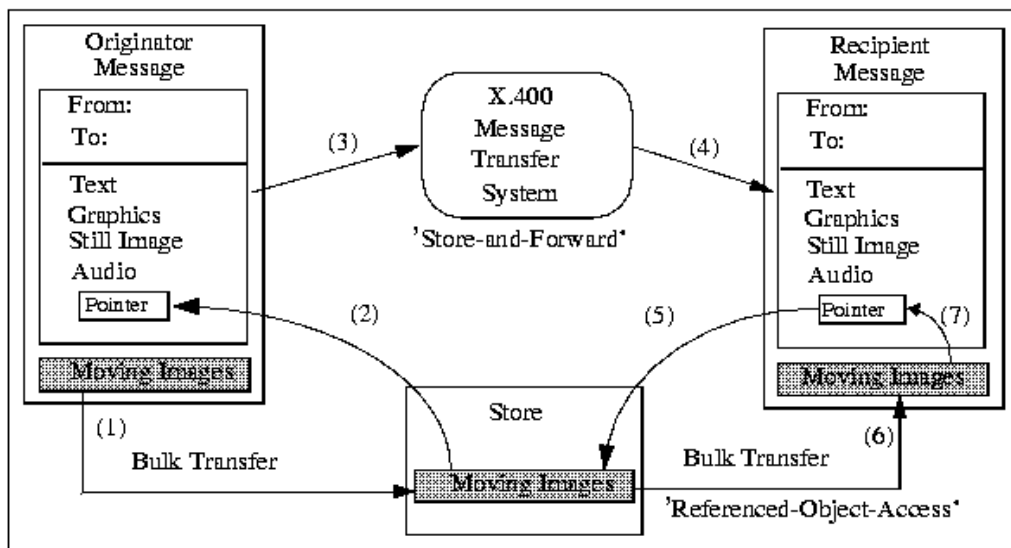 Originator
Message
From:
To:
Text
Graphics
Still Image
Audio
Pointer
Moving Images
(1)
Bulk Transfer
(2)
(3)
X.400
Message
Transfer
System
'Store-and-Forward'
(4)
Store
Moving Images
(5)
Bulk Transfer
'Referenced-Object-Access'
(6)
Recipient
Message
From:
To:
Text
Graphics
Still Image
Audio
Pointer
(7)
Moving Images